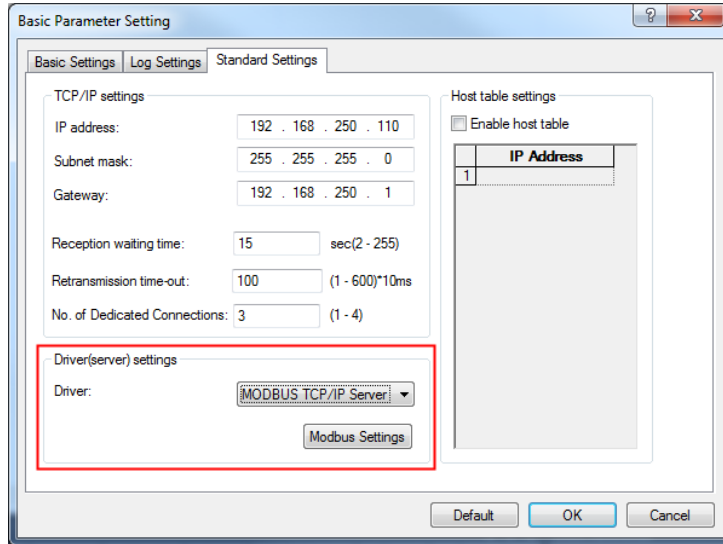 Basic Parameter Setting
Basic Settings Log Settings Standard Settings
TCP/IP settings
IP address: 192 . 168 . 250 . 110
Subnet mask: 255 . 255 . 255 . 0
Gateway: 192 . 168 . 250 . 1
Reception waiting time: 15 sec(2 - 255)
Retransmission time-out: 100 (1 - 600)*10ms
No. of Dedicated Connections: 3 (1 - 4)
Driver(server) settings
Driver: MODBUS TCP/IP Server
Modbus Settings
Host table settings
Enable host table
IP Address
1
Default OK Cancel